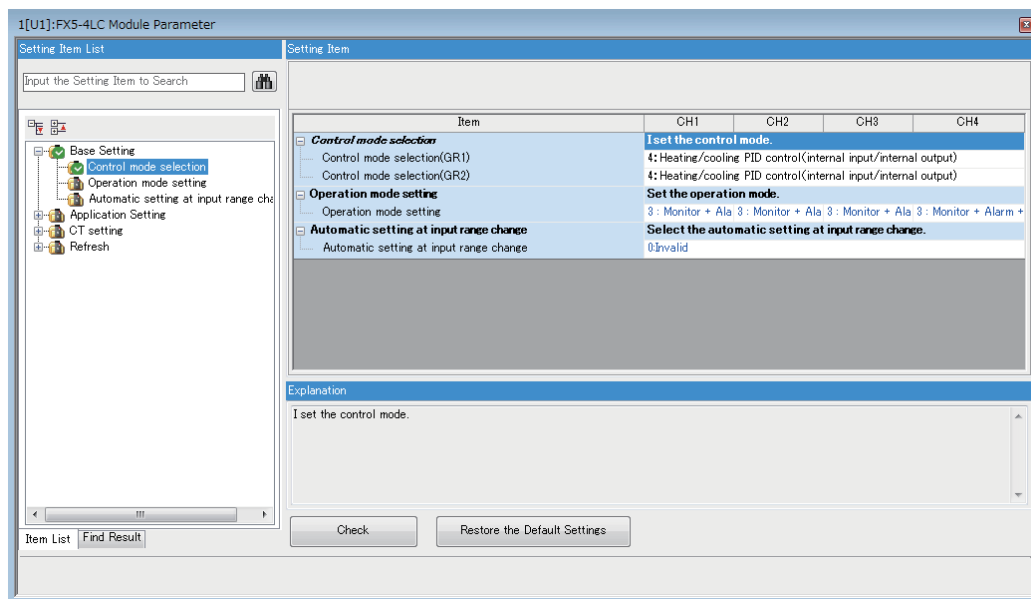 1[U1]:FX5-4LC Module Parameter
Setting Item List
Input the Setting Item to Search
Base Setting
Control mode selection
Operation mode setting
Automatic setting at input range cha
Application Setting
CT setting
Refresh
Item List Find Result
Setting Item
Item CH1 CH2 CH3 CH4
Control mode selection I set the control mode.
Control mode selection(GR1) 4: Heating/cooling PID control(internal input/internal output)
Control mode selection(GR2) 4: Heating/cooling PID control(internal input/internal output)
Operation mode setting Set the operation mode.
Operation mode setting 3 : Monitor + Ala 3 : Monitor + Ala 3 : Monitor + Ala 3 : Monitor + Alarm +
Automatic setting at input range change Select the automatic setting at input range change.
Automatic setting at input range change 0:Invalid
Explanation
I set the control mode.
Check Restore the Default Settings